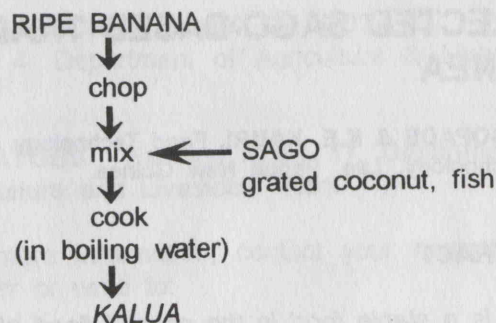 RIPE BANANA
chop
mix SAGO
grated coconut, fish
cook
(in boiling water)
KALUA